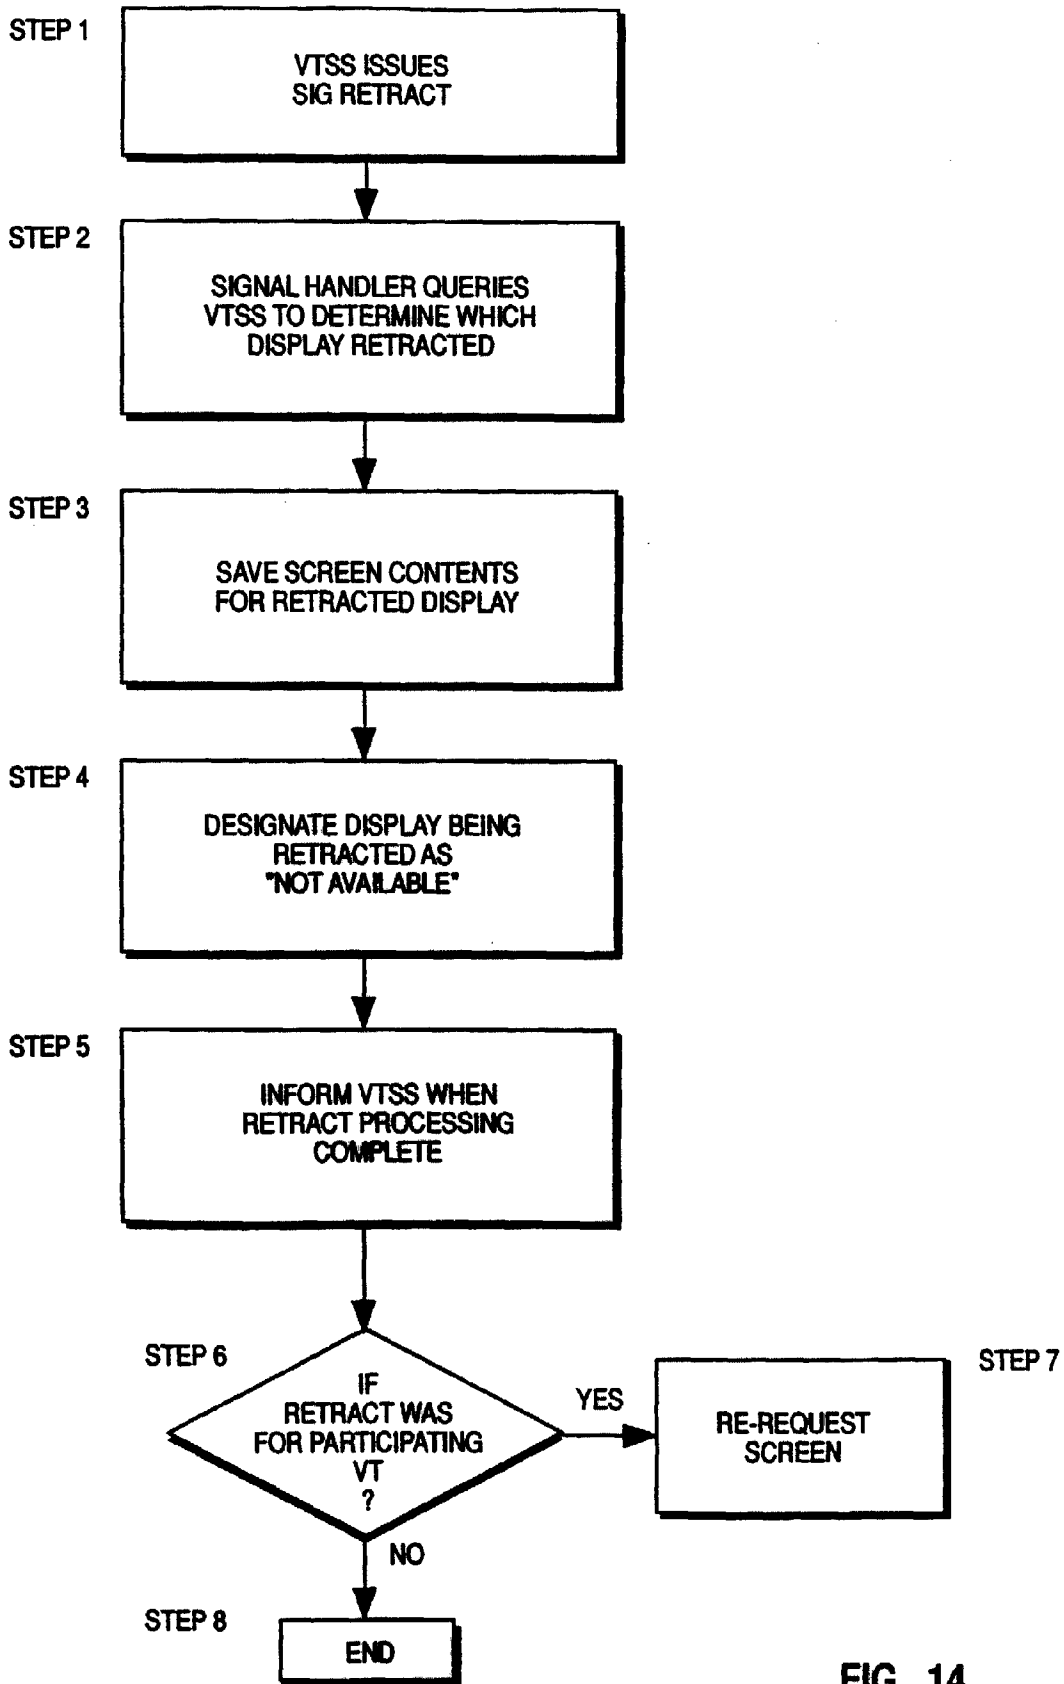 STEP 1
VTSS ISSUES
SIG RETRACT
STEP 2
SIGNAL HANDLER QUERIES
VTSS TO DETERMINE WHICH
DISPLAY RETRACTED
STEP 3
SAVE SCREEN CONTENTS
FOR RETRACTED DISPLAY
STEP 4
DESIGNATE DISPLAY BEING
RETRACTED AS
"NOT AVAILABLE"
STEP 5
INFORM VTSS WHEN
RETRACT PROCESSING
COMPLETE
STEP 6
IF
RETRACT WAS
FOR PARTICIPATING
VT
?
YES
STEP 7
RE-REQUEST
SCREEN
NO
STEP 8
END
FIG. 14